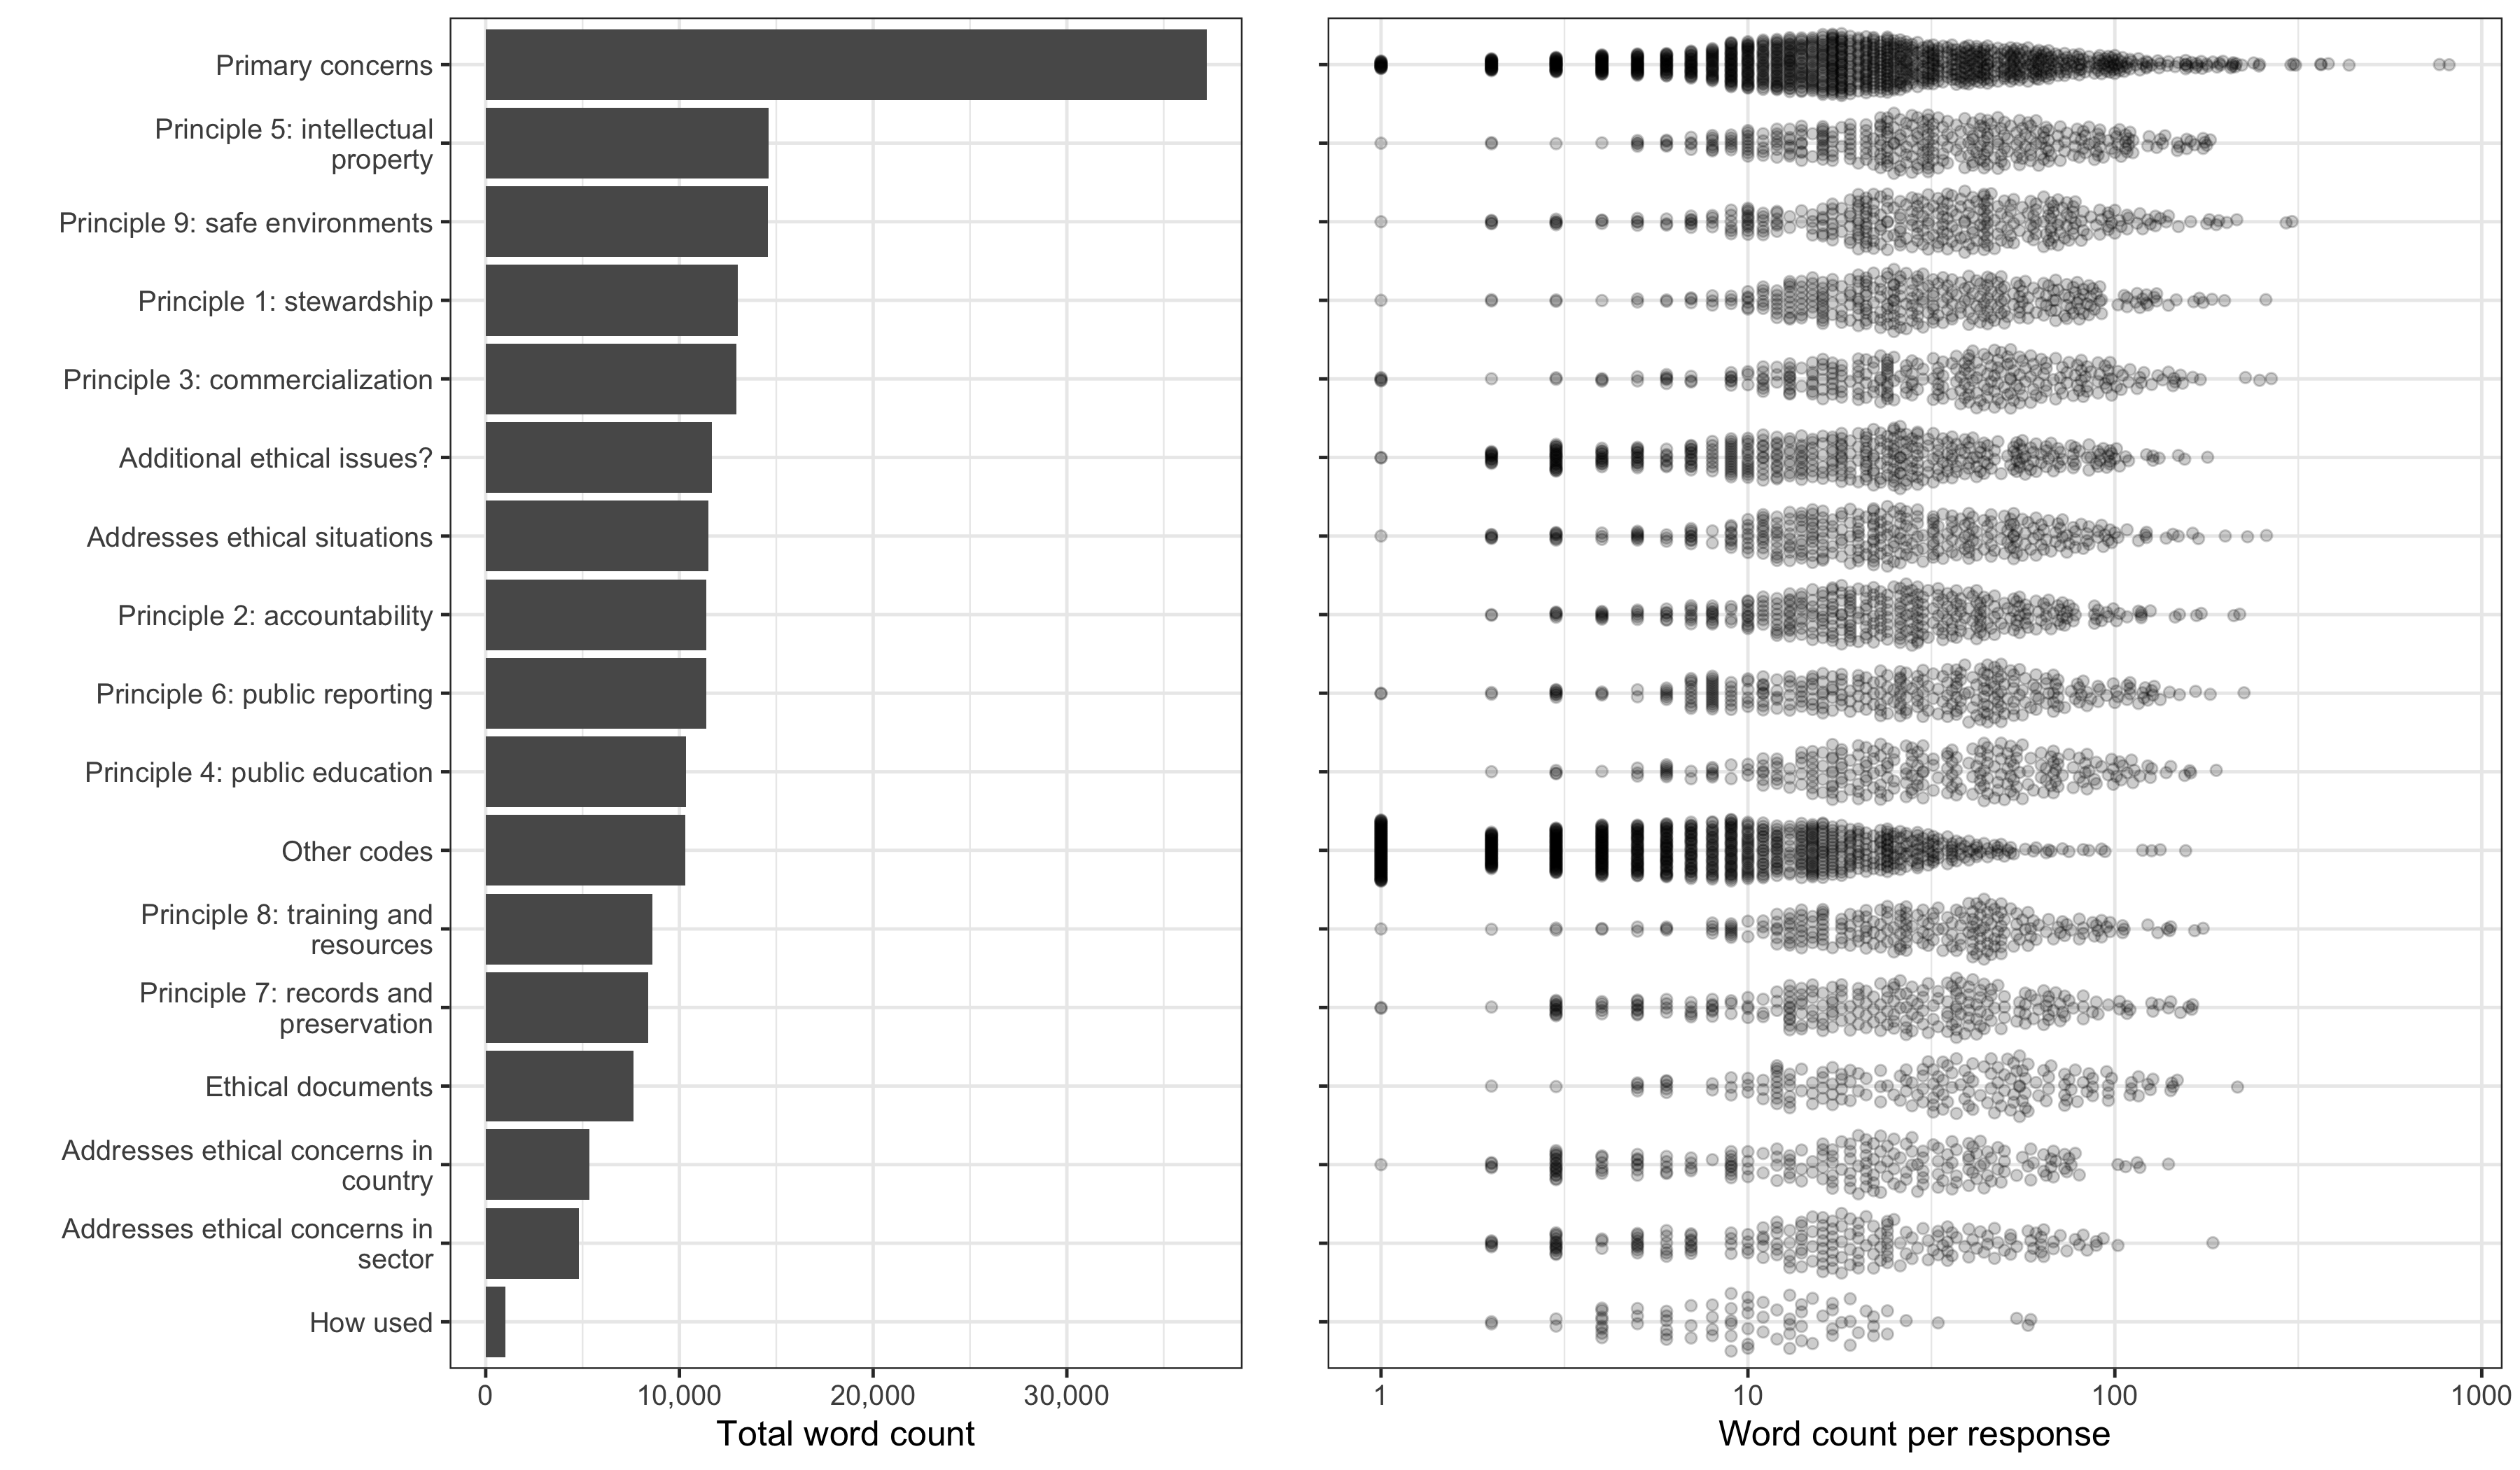 Primary concerns
Principle 5: intellectual
property
Principle 9: safe environments
Principle 1: stewardship
Principle 3: commercialization
Additional ethical issues?
Addresses ethical situations
Principle 2: accountability
Principle 6: public reporting
Principle 4: public education
Other codes
Principle 8: training and
resources
Principle 7: records and
preservation
Ethical documents
Addresses ethical concerns in
country
Addresses ethical concerns in
sector
How used
0 10,000 20,000 30,000
Total word count
1 10 100 1000
Word count per response